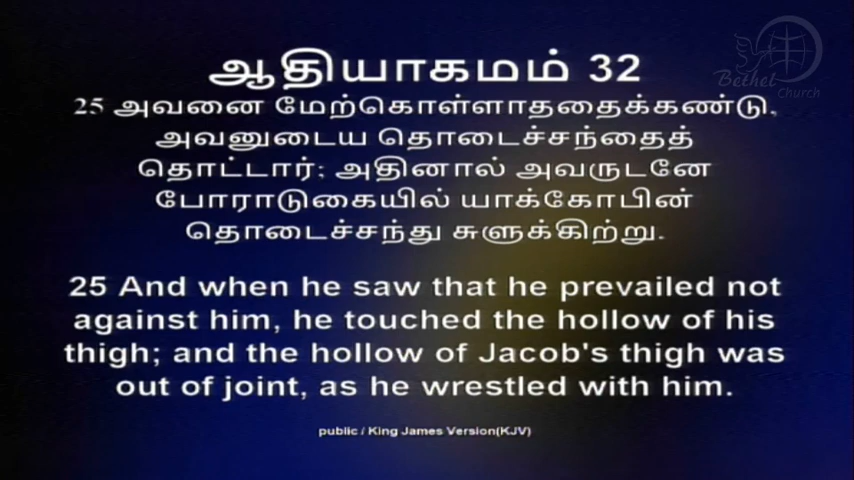 Bethel
Church
ஆதியாகமம் 32
25 அவனை மேற்கொள்ளாததைக்கண்டு,
அவனுடைய தொடைச்சந்தைத்
தொட்டார்; அதினால் அவருடனே
போராடுகையில் யாக்கோபின்
தொடைச்சந்து சுளுக்கிற்று.
25 And when he saw that he prevailed not
against him, he touched the hollow of his
thigh; and the hollow of Jacob's thigh was
out of joint, as he wrestled with him.
public / King James Version(KJV)